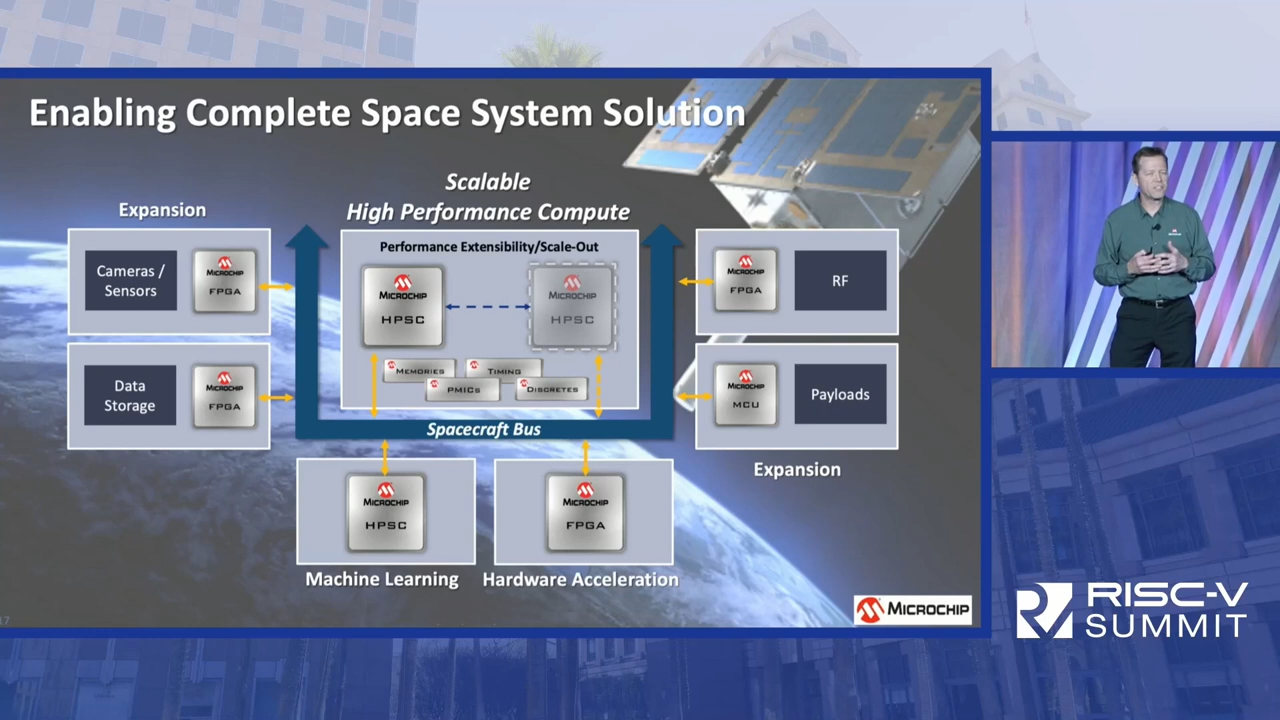 Enabling Complete Space System Solution
Scalable
High Performance Compute
Expansion
Performance Extensibility/Scale-Out
Cameras /
Sensors
MICROCHIP
FPGA
MICROCHIP
HPSC
MICROCHIP
HPSC
MICROCHIP
FPGA
RF
MEMORIES
TIMING
PMICs
DISCRETES
Data
Storage
MICROCHIP
FPGA
MICROCHIP
MCU
Payloads
Spacecraft Bus
Expansion
MICROCHIP
HPSC
MICROCHIP
FPGA
Machine Learning
Hardware Acceleration
17
MICROCHIP
RISC-V
SUMMIT